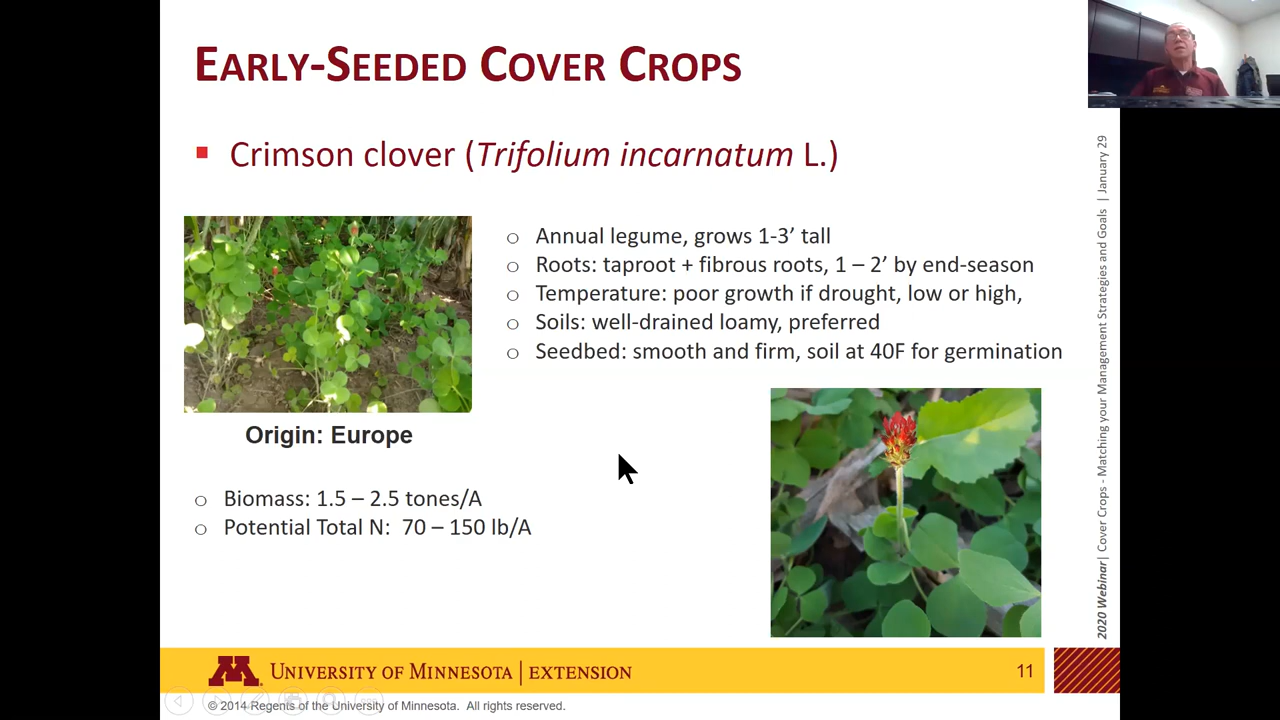 EARLY-SEEDED COVER CROPS
Crimson clover (Trifolium incarnatum L.)
Annual legume, grows 1-3’ tall
Roots: taproot + fibrous roots, 1 – 2’ by end-season
Temperature: poor growth if drought, low or high,
Soils: well-drained loamy, preferred
Seedbed: smooth and firm, soil at 40F for germination
Origin: Europe
Biomass: 1.5 – 2.5 tones/A
Potential Total N: 70 – 150 lb/A
2020 Webinar| Cover Crops - Matching your Management Strategies and Goals | January 29
M UNIVERSITY OF MINNESOTA | EXTENSION
11
© 2014 Regents of the University of Minnesota. All rights reserved.